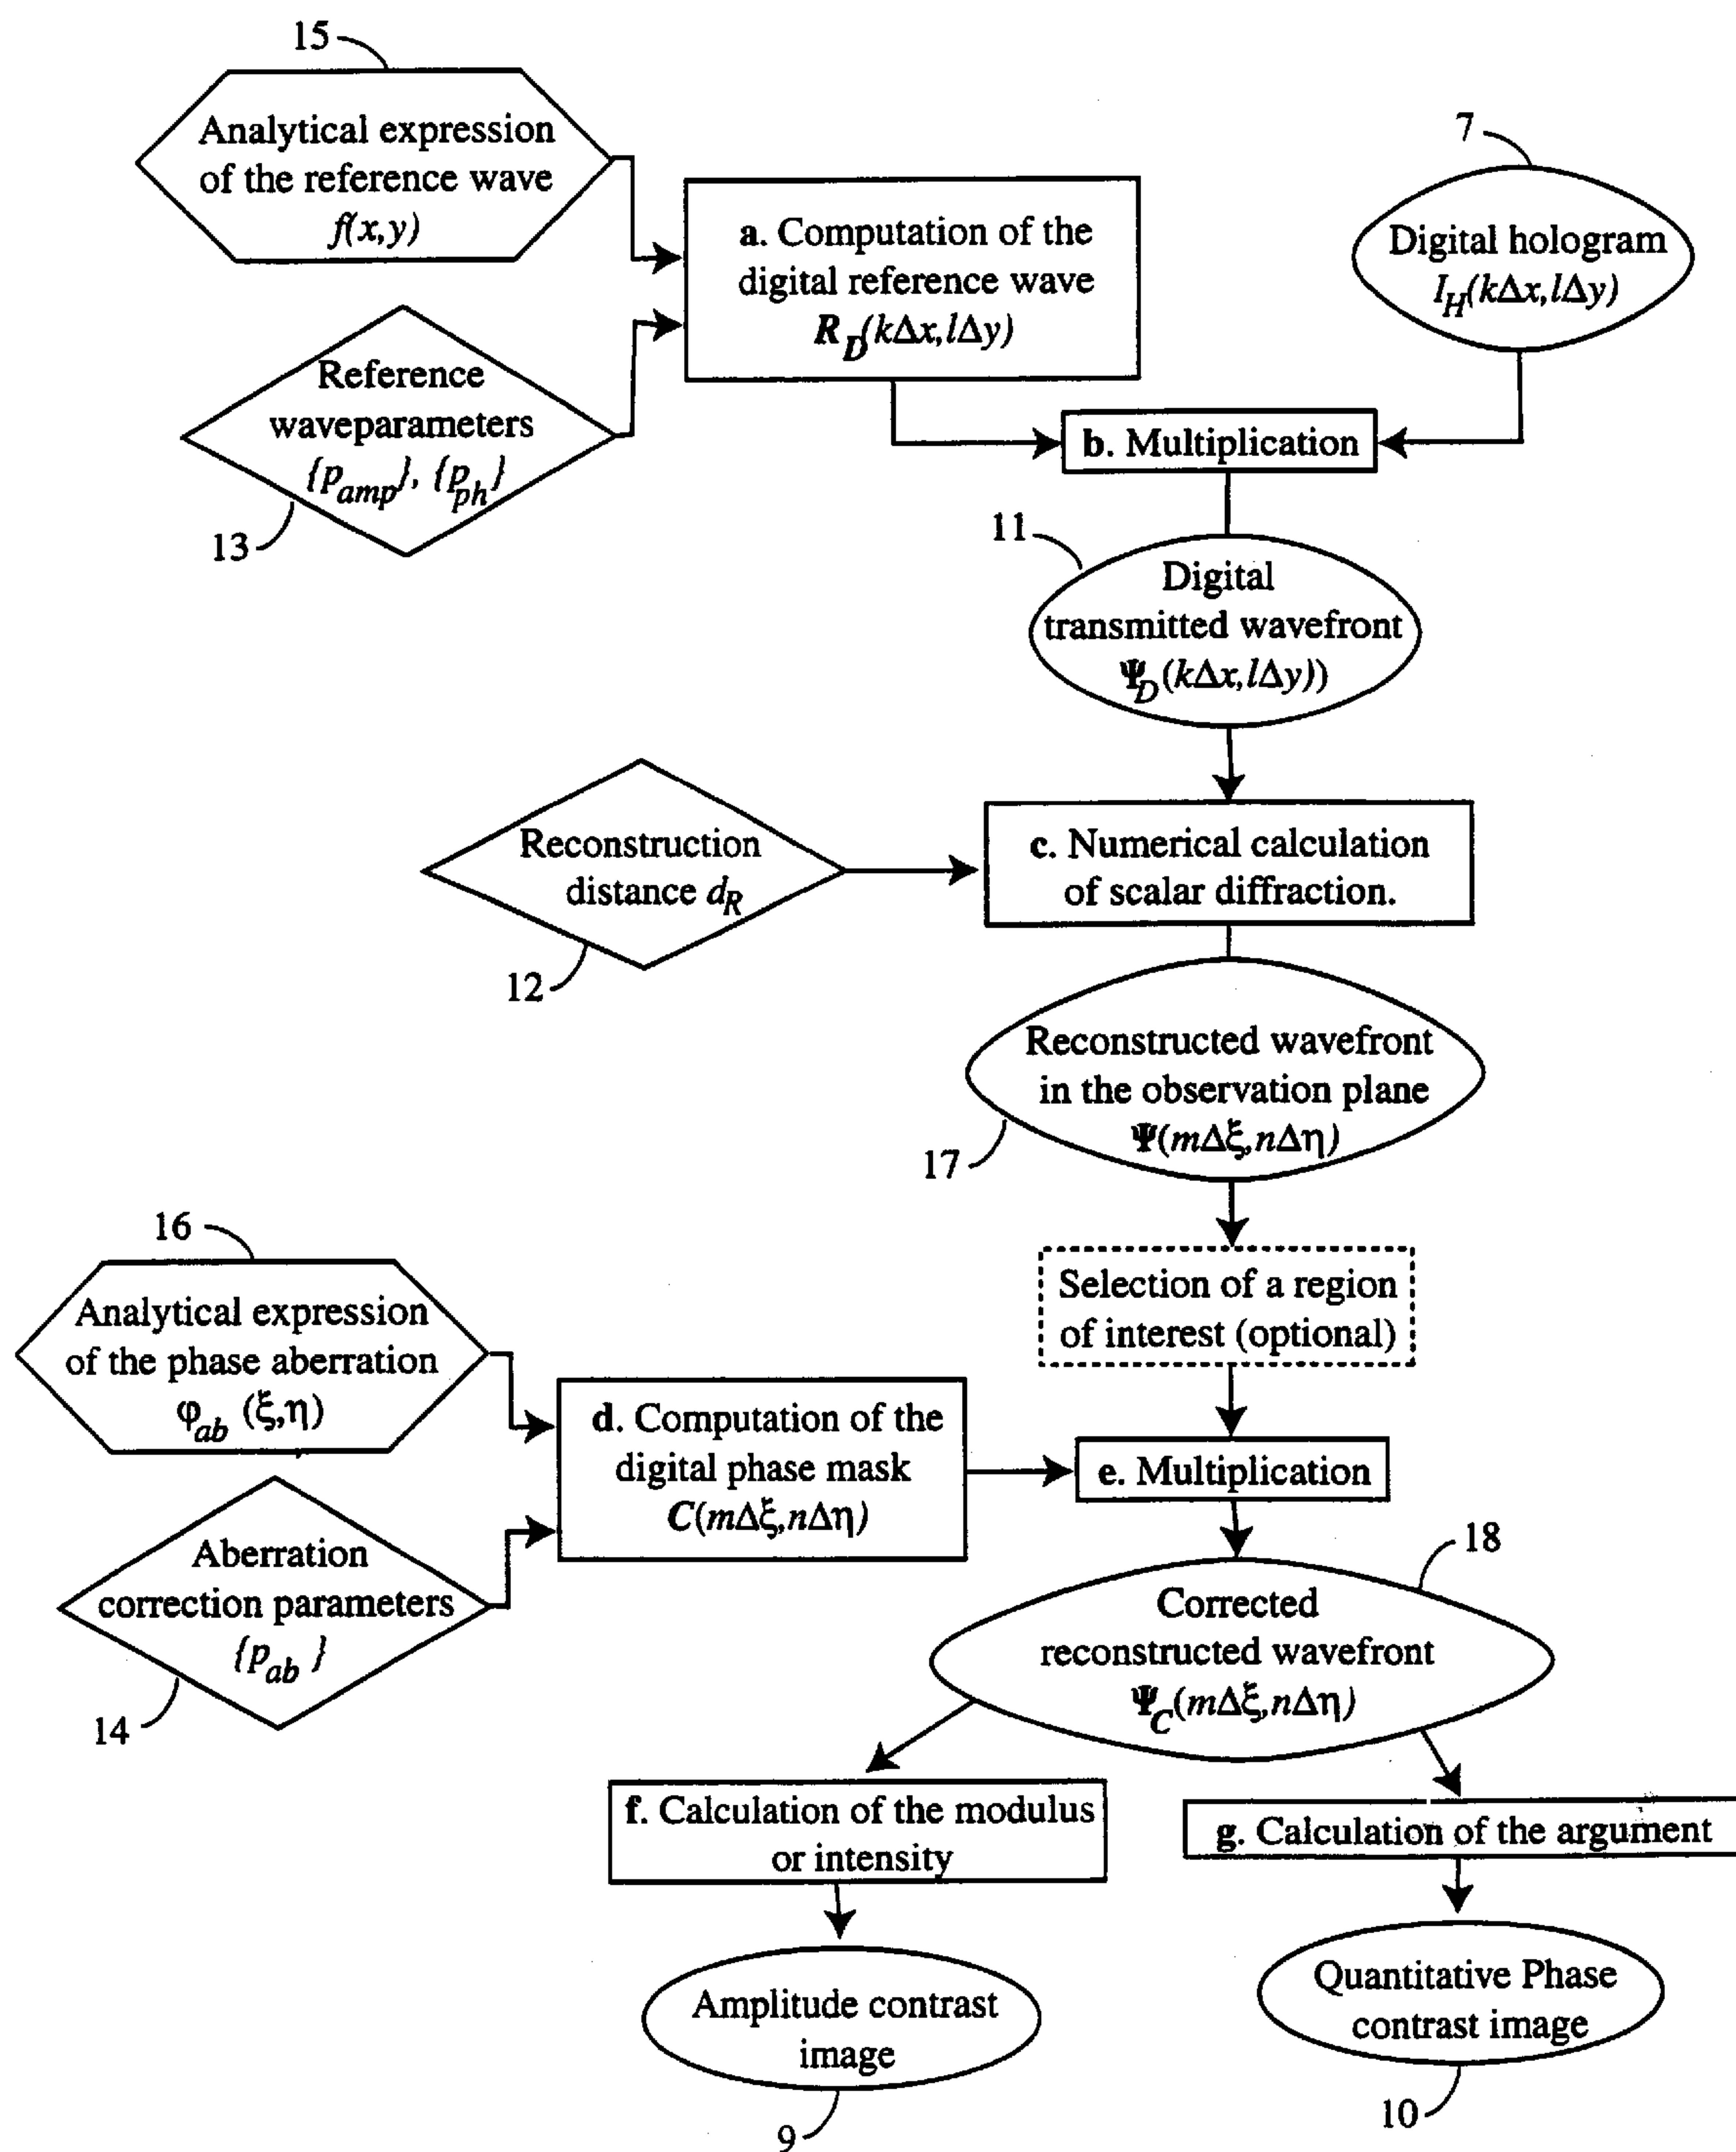 15
Analytical expression
of the reference wave
f(x,y)
7
Digital hologram
I_H(kΔx,lΔy)
a. Computation of the
digital reference wave
R_D(kΔx,lΔy)
Reference
waveparameters
{p_amp}, {p_ph}
13
b. Multiplication
11
Digital
transmitted wavefront
Ψ_D(kΔx,lΔy))
Reconstruction
distance d_R
12
c. Numerical calculation
of scalar diffraction.
Reconstructed wavefront
in the observation plane
Ψ(mΔξ,nΔη)
17
16
Analytical expression
of the phase aberration
φ_ab (ξ,η)
Selection of a region
of interest (optional)
d. Computation of the
digital phase mask
C(mΔξ,nΔη)
e. Multiplication
Aberration
correction parameters
{p_ab }
14
18
Corrected
reconstructed wavefront
Ψ_C(mΔξ,nΔη)
f. Calculation of the modulus
or intensity
g. Calculation of the argument
Amplitude contrast
image
9
Quantitative Phase
contrast image
10